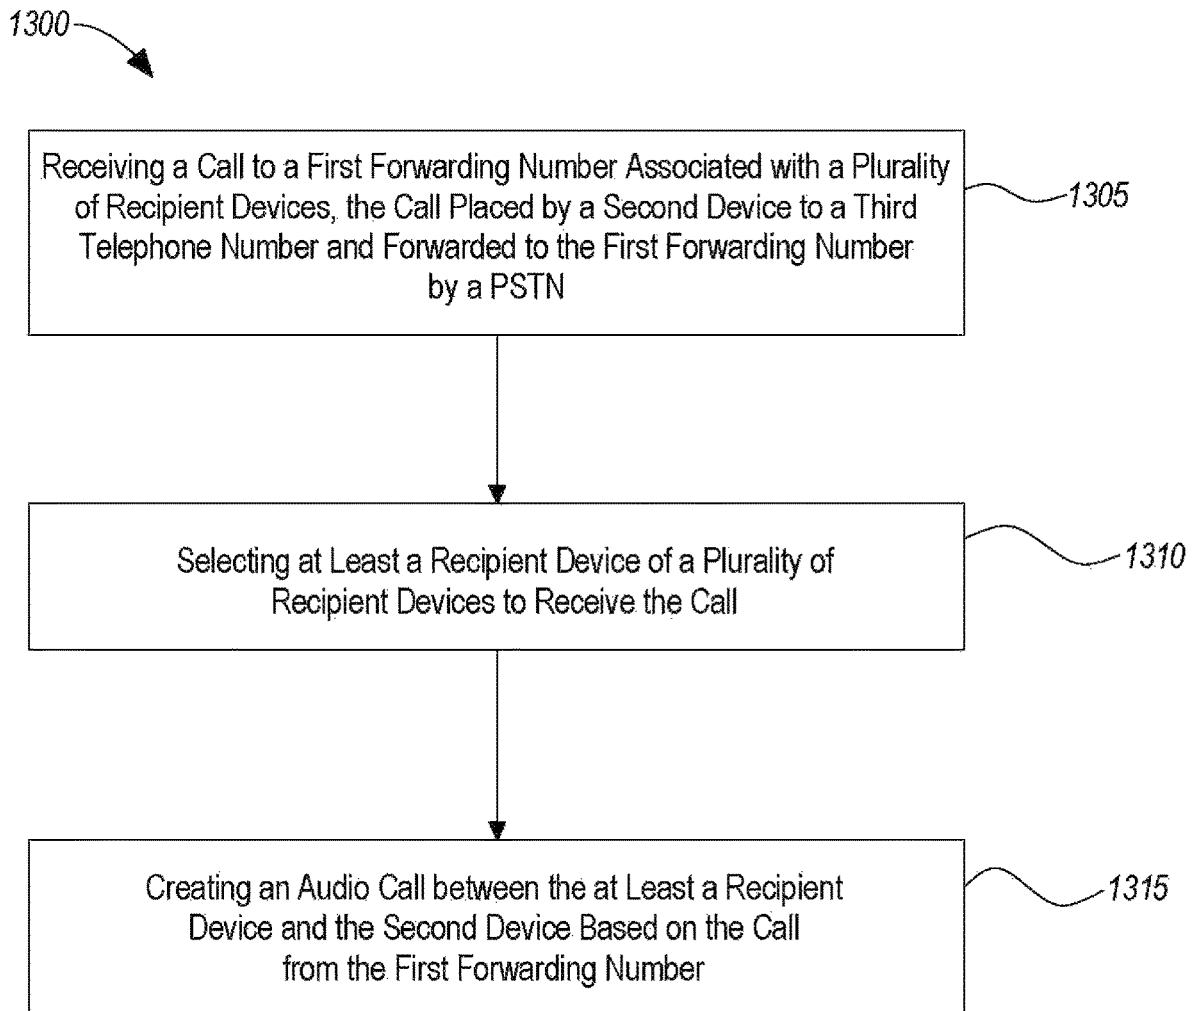 1300
Receiving a Call to a First Forwarding Number Associated with a Plurality
of Recipient Devices, the Call Placed by a Second Device to a Third
Telephone Number and Forwarded to the First Forwarding Number
by a PSTN
1305
Selecting at Least a Recipient Device of a Plurality of
Recipient Devices to Receive the Call
1310
Creating an Audio Call between the at Least a Recipient
Device and the Second Device Based on the Call
from the First Forwarding Number
1315